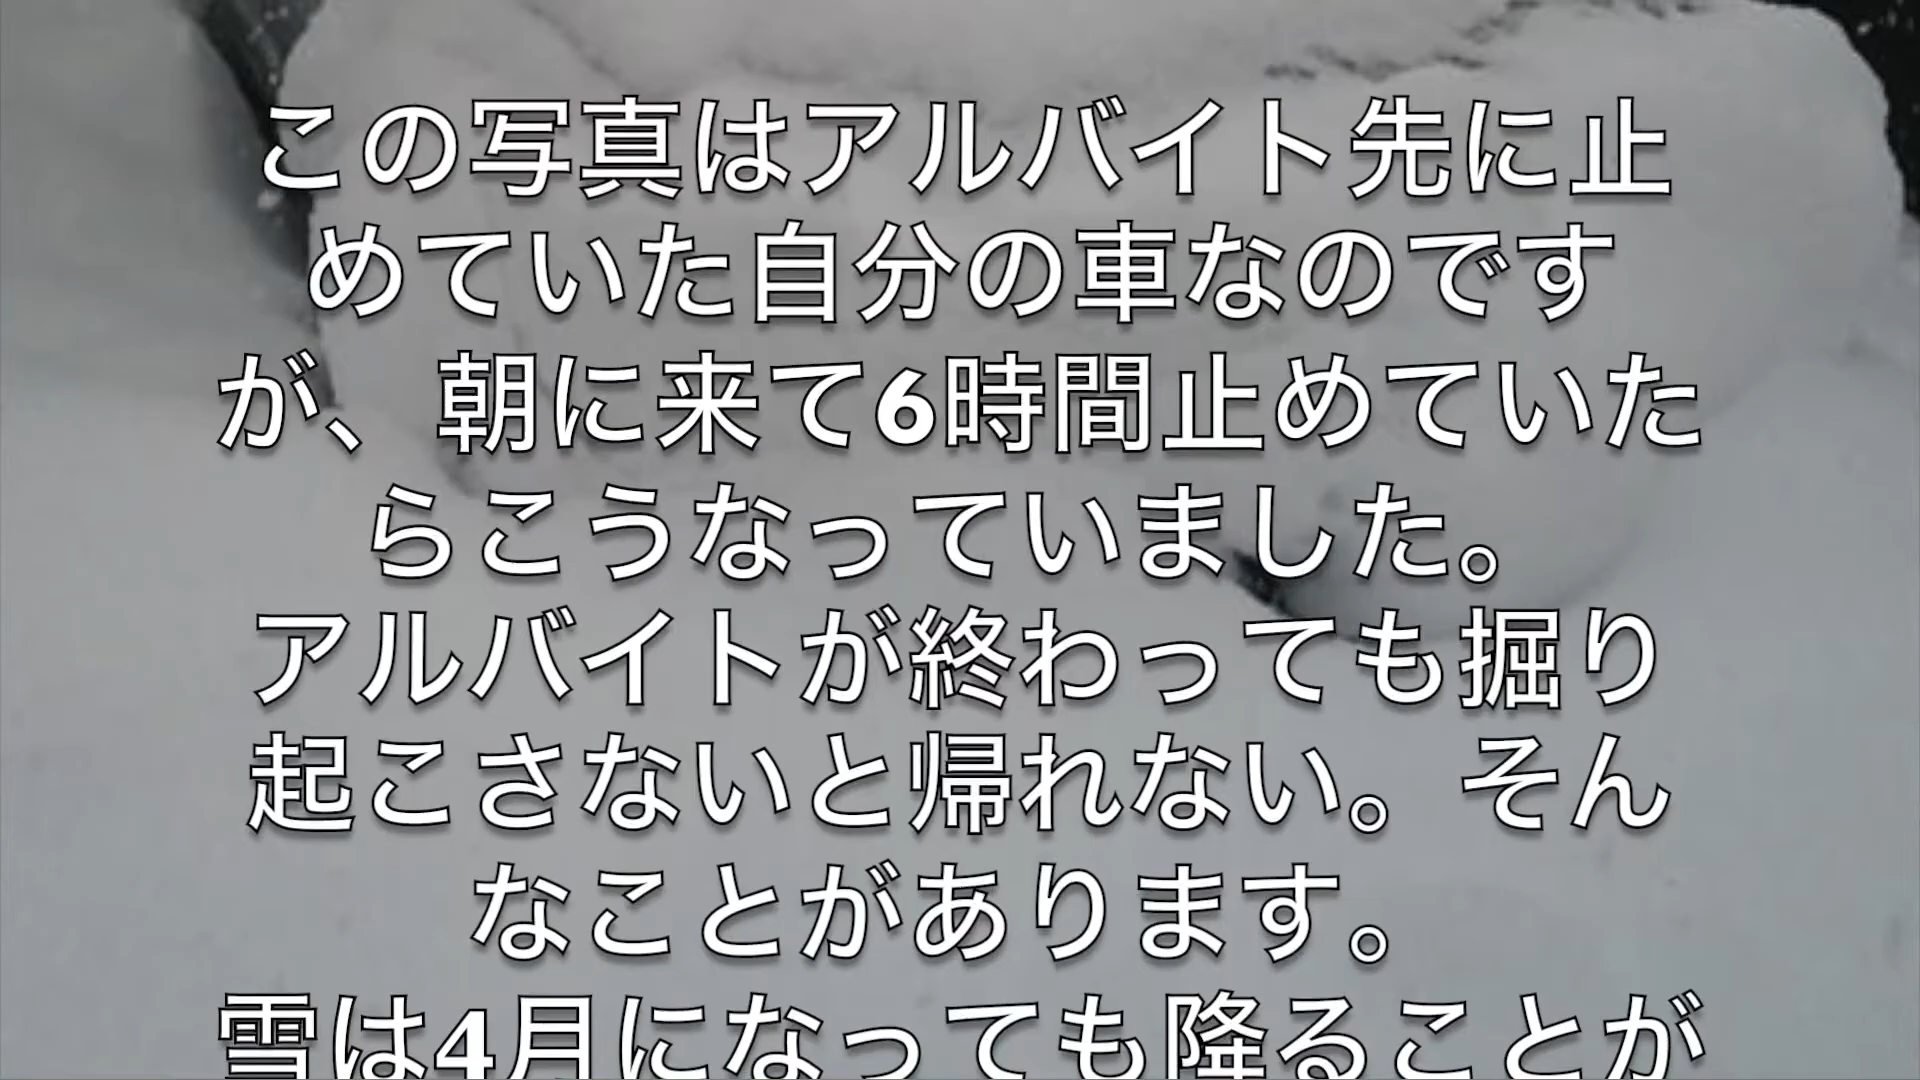 この写真はアルバイト先に止
めていた自分の車なのです
が、朝に来て6時間止めていた
らこうなっていました。
アルバイトが終わっても掘り
起こさないと帰れない。そん
なことがあります。
雪は4月になっても降ることが